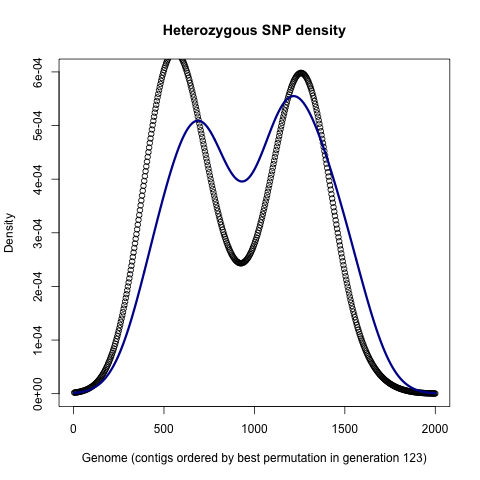 Heterozygous SNP density
Density
6e-04
5e-04
4e-04
3e-04
2e-04
1e-04
0e+00
0 500 1000 1500 2000
Genome (contigs ordered by best permutation in generation 123)